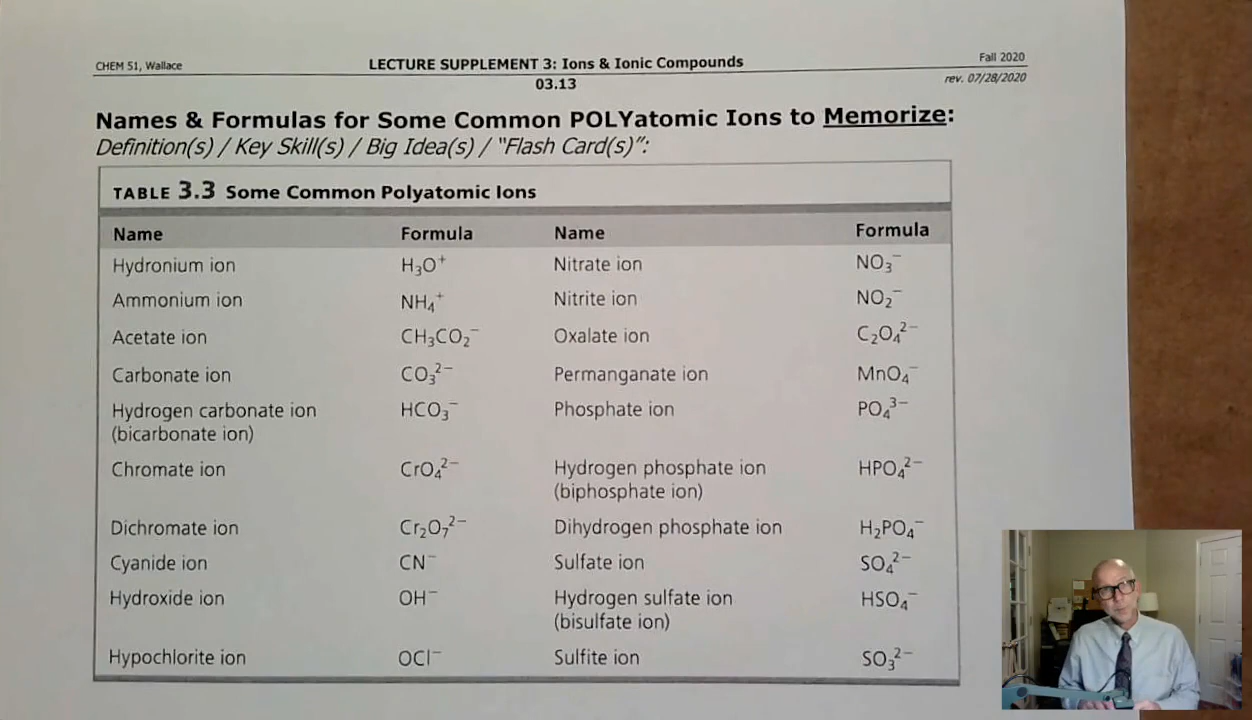 CHEM 51, Wallace LECTURE SUPPLEMENT 3: Ions & Ionic Compounds Fall 2020
03.13 rev. 07/28/2020
Names & Formulas for Some Common POLYatomic Ions to Memorize:
Definition(s) / Key Skill(s) / Big Idea(s) / "Flash Card(s)":
TABLE 3.3 Some Common Polyatomic Ions
Name Formula Name Formula
Hydronium ion H₃O⁺ Nitrate ion NO₃⁻
Ammonium ion NH₄⁺ Nitrite ion NO₂⁻
Acetate ion CH₃CO₂⁻ Oxalate ion C₂O₄²⁻
Carbonate ion CO₃²⁻ Permanganate ion MnO₄⁻
Hydrogen carbonate ion HCO₃⁻ Phosphate ion PO₄³⁻
(bicarbonate ion)
Chromate ion CrO₄²⁻ Hydrogen phosphate ion HPO₄²⁻
(biphosphate ion)
Dichromate ion Cr₂O₇²⁻ Dihydrogen phosphate ion H₂PO₄⁻
Cyanide ion CN⁻ Sulfate ion SO₄²⁻
Hydroxide ion OH⁻ Hydrogen sulfate ion HSO₄⁻
(bisulfate ion)
Hypochlorite ion OCl⁻ Sulfite ion SO₃²⁻